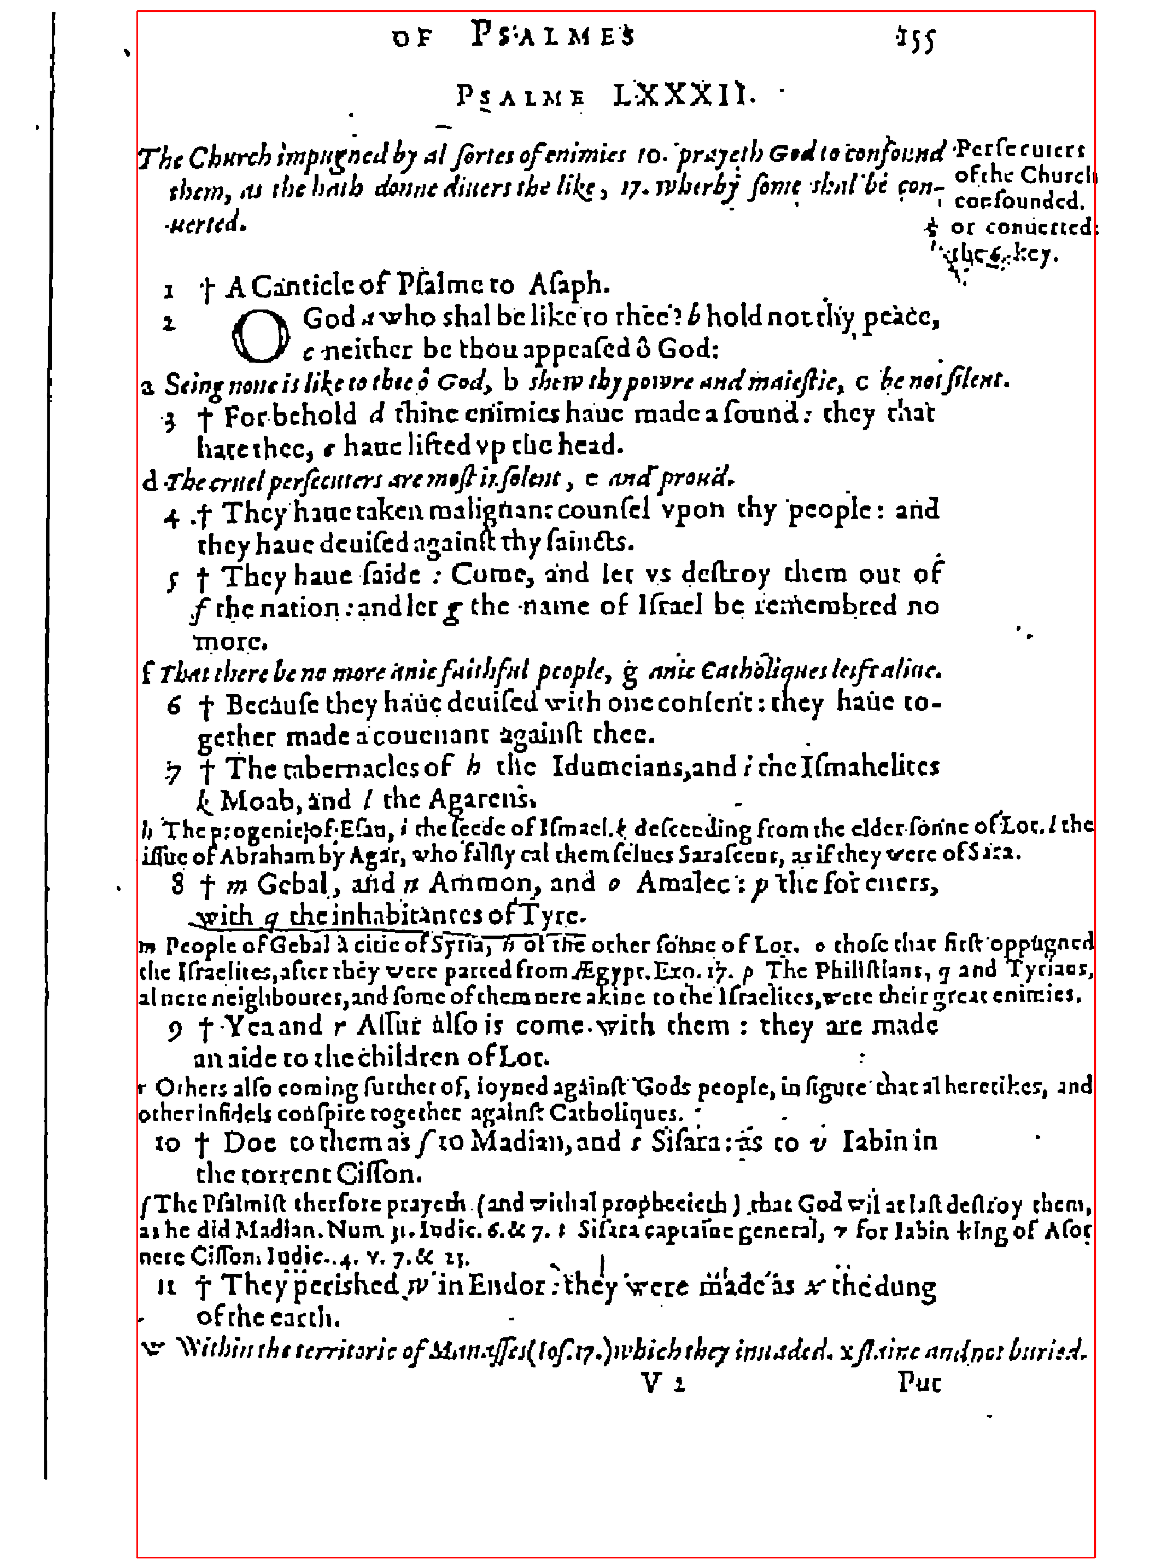 OF PSALMES 155
PSALME LXXXII.
The Church impugned by al ſortes of enimies 10. prayeth God to confound
them, as she hath donne diuers the like, 17. wherby ſome shal be con-
uerted.
Perſecuters
of the Church
confounded.
or conuerted:
the 6. key.
1 † A Canticle of Pſalme to Aſaph.
2 O God a who shal be like to thee? b hold not thy peace,
c neither be thou appeaſed ô God:
a Seing none is like to thee ô God, b shew thy powre and maieſtie, c be not ſilent.
3 † For behold d thine enimies haue made a ſound: they that
hate thee, e haue lifted vp the head.
d The cruel perſecuters are moſt inſolent, e and proud.
4 † They haue taken malignant counſel vpon thy people: and
they haue deuiſed againſt thy ſaincts.
5 † They haue ſaide: Come, and let vs deſtroy them out of
f the nation: and let g the name of Iſrael be remembred no
more.
f That there be no more anie faithful people, g anie Catholiques left aliue.
6 † Becauſe they haue deuiſed with one conſent: they haue to-
gether made a couenant againſt thee.
7 † The tabernacles of h the Idumeians, and i the Iſmahelites
k Moab, and l the Agarens.
h The progenie of Eſau, i the ſeede of Iſmael. k deſcending from the elder ſonne of Lot. l the
iſſue of Abraham by Agar, who falſly cal themſelues Saraſcens, as if they were of Sara.
8 † m Gebal, and n Ammon, and o Amalec: p the foreners,
with q the inhabitantes of Tyre.
m People of Gebal a citie of Syria, n of the other ſonne of Lot. o thoſe that firſt oppugned
the Iſraelites, after they were parted from Ægypt. Exo. 17. p The Philiſtians, q and Tyrians,
al nere neighboures, and ſome of them nere akine to the Iſraelites, were their great enimies.
9 † Yea and r Aſſur alſo is come with them: they are made
an aide to the children of Lot.
r Others alſo coming further of, ioyned againſt Gods people, in figure that al heretikes, and
other infidels conſpire together againſt Catholiques.
10 † Doe to them as ſ to Madian, and t Siſara: as to v Iabin in
the torrent Ciſſon.
ſ The Pſalmiſt therfore prayeth (and withal prophecieth) that God wil at laſt deſtroy them,
as he did Madian. Num 31. Iudic. 6. & 7. t Siſara captaine general, v for Iabin king of Aſor
nere Ciſſon. Iudic. 4. v. 7. & 13.
11 † They perished w in Endor: they were made as x the dung
of the earth.
w Within the territorie of Manaſſes (Ioſ. 17.) which they inuaded. x ſlaine and not buried.
V 2 Put